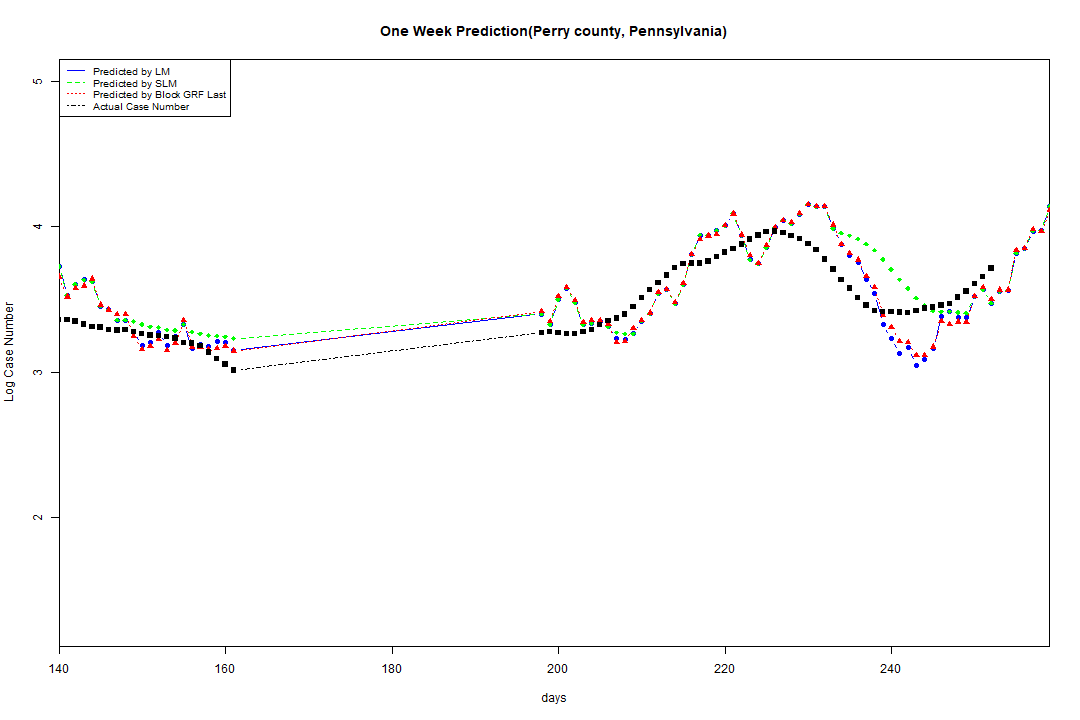 One Week Prediction(Perry county, Pennsylvania)
Predicted by LM
Predicted by SLM
Predicted by Block GRF Last
Actual Case Number
5
4
3
2
Log Case Number
140 160 180 200 220 240
days